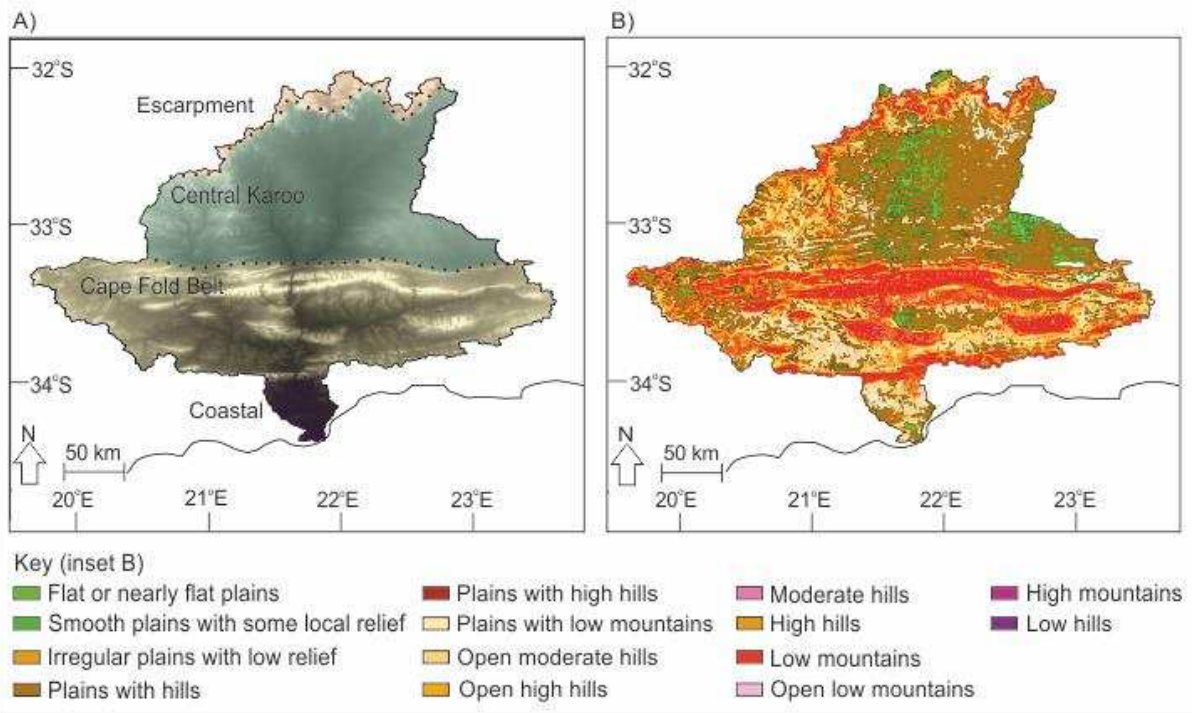 A)
B)
32°S
Escarpment
Central Karoo
33°S
Cape Fold Belt
34°S
Coastal
N
50 km
20°E
21°E
22°E
23°E
32°S
33°S
34°S
N
50 km
20°E
21°E
22°E
23°E
Key (inset B)
Flat or nearly flat plains
Smooth plains with some local relief
Irregular plains with low relief
Plains with hills
Plains with high hills
Plains with low mountains
Open moderate hills
Open high hills
Moderate hills
High hills
Low mountains
Open low mountains
High mountains
Low hills